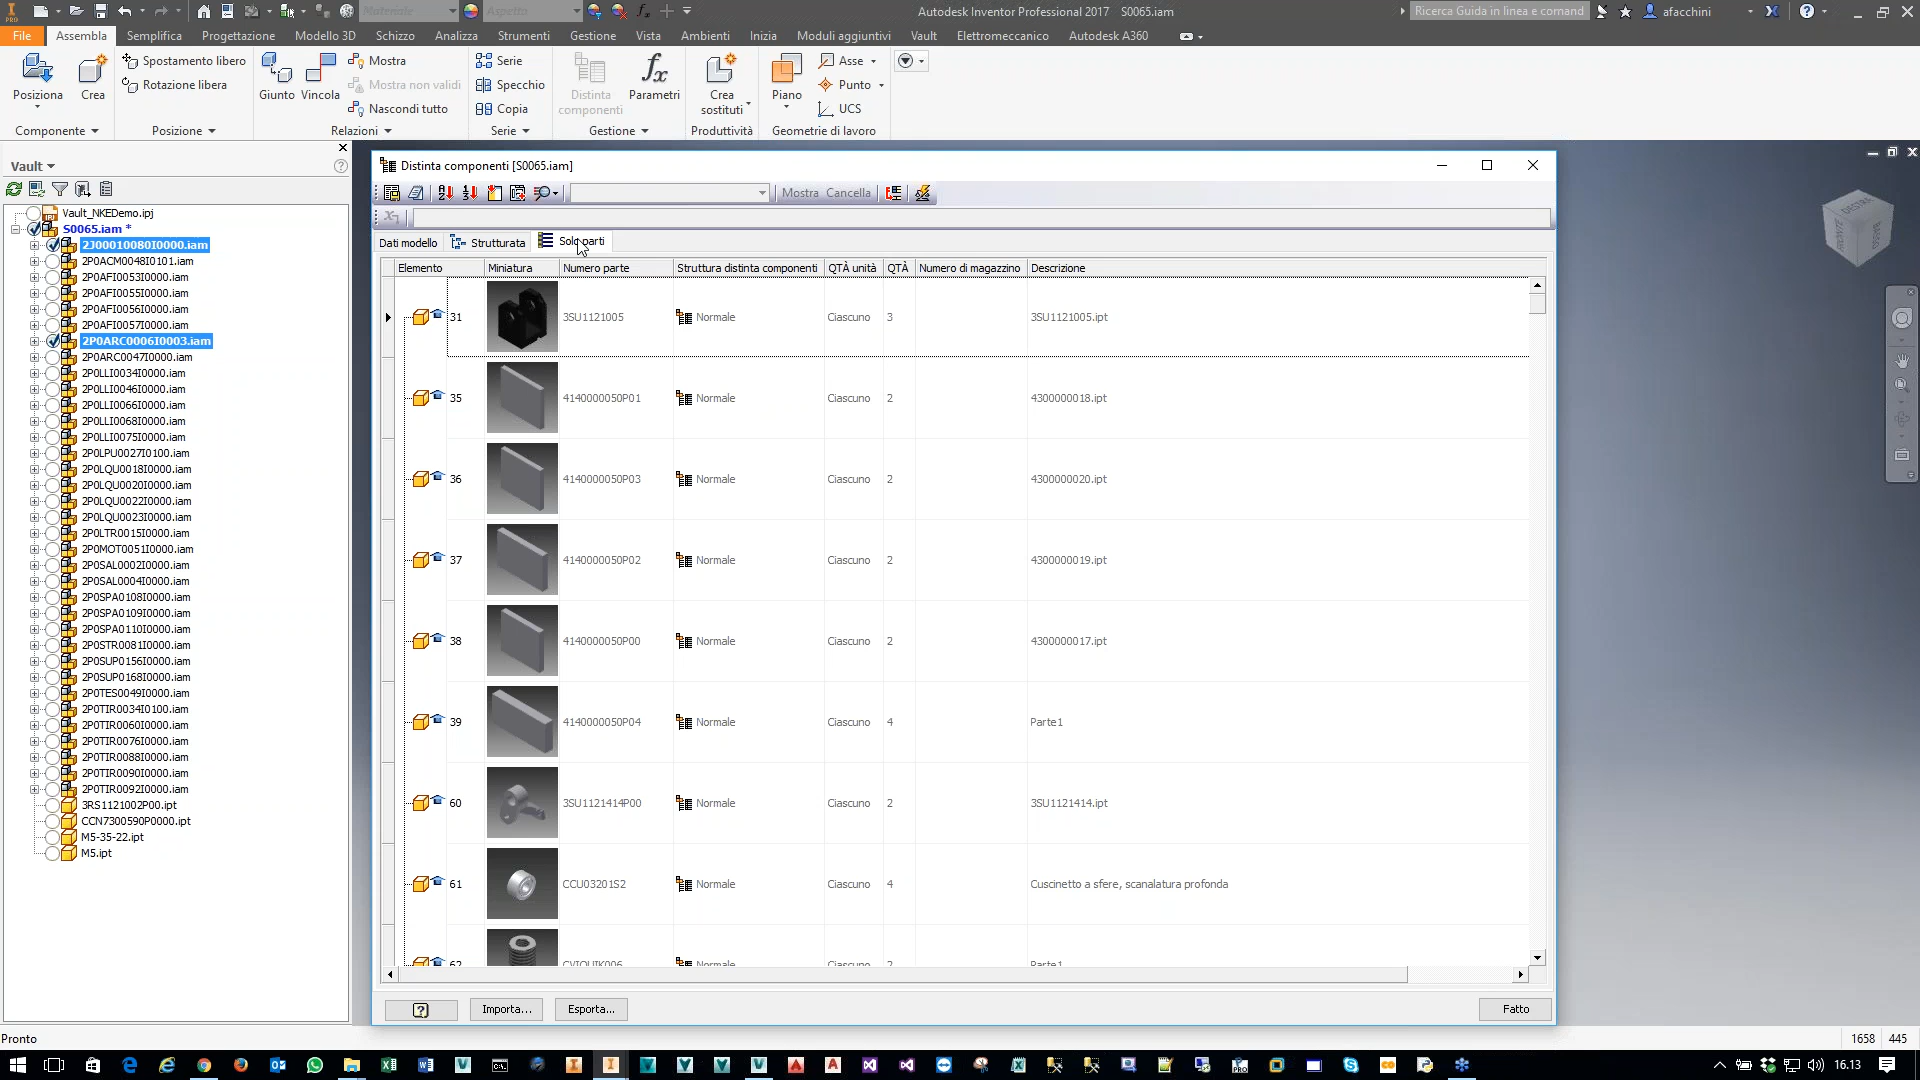 PRO
Materiale
Aspetto
Autodesk Inventor Professional 2017   S0065.iam
Ricerca Guida in linea e comand
afacchini
File
Assembla
Semplifica
Progettazione
Modello 3D
Schizzo
Analizza
Strumenti
Gestione
Vista
Ambienti
Inizia
Moduli aggiuntivi
Vault
Elettromeccanico
Autodesk A360
Posiziona
Crea
Spostamento libero
Rotazione libera
Giunto
Vincola
Mostra
Mostra non validi
Nascondi tutto
Serie
Specchio
Copia
Distinta componenti
Parametri
Crea sostituti
Piano
Asse
Punto
UCS
Componente
Posizione
Relazioni
Serie
Gestione
Produttività
Geometrie di lavoro
Vault
Vault_NKEDemo.ipj
S0065.iam *
2J00010080I0000.iam
2P0ACM0048I0101.iam
2P0AFI0053I0000.iam
2P0AFI0055I0000.iam
2P0AFI0056I0000.iam
2P0AFI0057I0000.iam
2P0ARC0006I0003.iam
2P0ARC0047I0000.iam
2P0LLI0034I0000.iam
2P0LLI0046I0000.iam
2P0LLI0066I0000.iam
2P0LLI0068I0000.iam
2P0LLI0075I0000.iam
2P0LPU0027I0100.iam
2P0LQU0018I0000.iam
2P0LQU0020I0000.iam
2P0LQU0022I0000.iam
2P0LQU0023I0000.iam
2P0LTR0015I0000.iam
2P0MOT0051I0000.iam
2P0SAL0002I0000.iam
2P0SAL0004I0000.iam
2P0SPA0108I0000.iam
2P0SPA0109I0000.iam
2P0SPA0110I0000.iam
2P0STR0081I0000.iam
2P0SUP0156I0000.iam
2P0SUP0168I0000.iam
2P0TES0049I0000.iam
2P0TIR0034I0100.iam
2P0TIR0060I0000.iam
2P0TIR0076I0000.iam
2P0TIR0088I0000.iam
2P0TIR0090I0000.iam
2P0TIR0092I0000.iam
3RS1121002P00.ipt
CCN7300590P0000.ipt
M5-35-22.ipt
M5.ipt
Distinta componenti [S0065.iam]
Mostra  Cancella
Dati modello
Strutturata
Solo parti
Elemento  Miniatura  Numero parte  Struttura distinta componenti  QTÀ unità  QTÀ  Numero di magazzino  Descrizione
31  3SU1121005  Normale  Ciascuno  3  3SU1121005.ipt
35  4140000050P01  Normale  Ciascuno  2  4300000018.ipt
36  4140000050P03  Normale  Ciascuno  2  4300000020.ipt
37  4140000050P02  Normale  Ciascuno  2  4300000019.ipt
38  4140000050P00  Normale  Ciascuno  2  4300000017.ipt
39  4140000050P04  Normale  Ciascuno  4  Parte1
60  3SU1121414P00  Normale  Ciascuno  2  3SU1121414.ipt
61  CCU03201S2  Normale  Ciascuno  4  Cuscinetto a sfere, scanalatura profonda
62  Normale  Ciascuno  2  Parte1
Importa...
Esporta...
Fatto
FRONTE
DESTRA
Pronto
1658  445
16.13